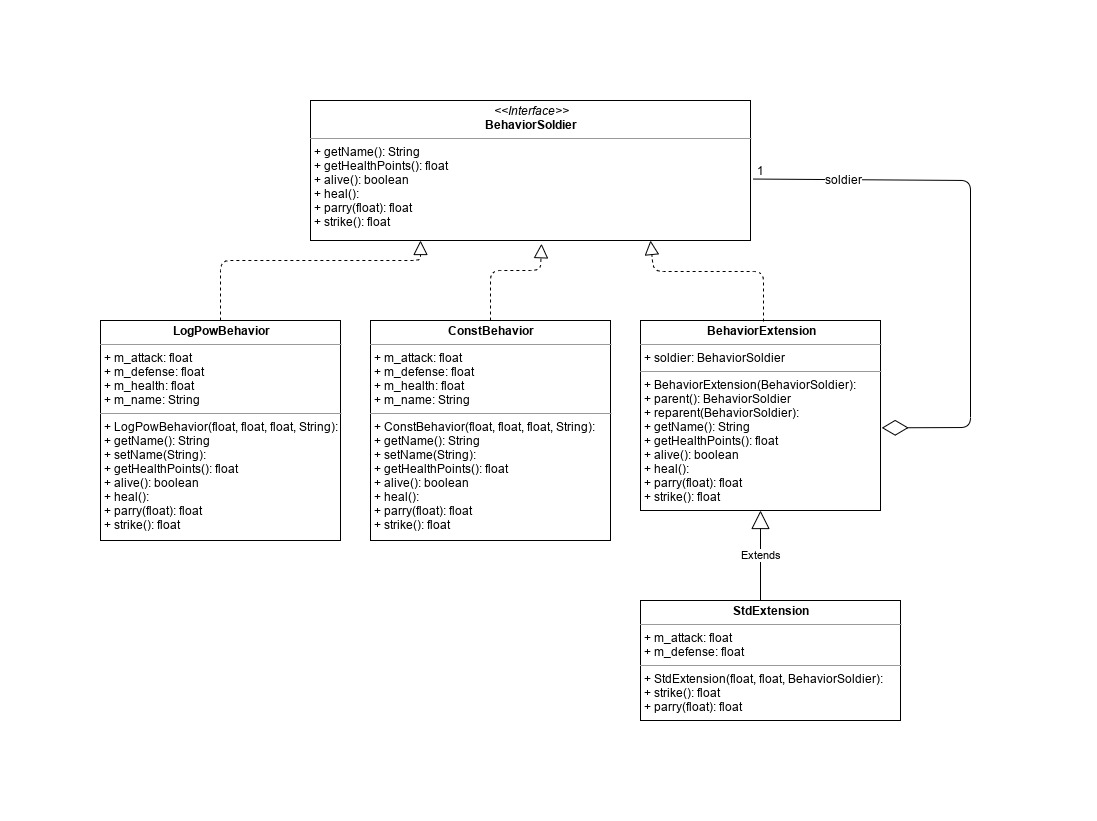 <<Interface>>
BehaviorSoldier
+ getName(): String
+ getHealthPoints(): float
+ alive(): boolean
+ heal():
+ parry(float): float
+ strike(): float
1
soldier
LogPowBehavior
+ m_attack: float
+ m_defense: float
+ m_health: float
+ m_name: String
+ LogPowBehavior(float, float, float, String):
+ getName(): String
+ setName(String):
+ getHealthPoints(): float
+ alive(): boolean
+ heal():
+ parry(float): float
+ strike(): float
ConstBehavior
+ m_attack: float
+ m_defense: float
+ m_health: float
+ m_name: String
+ ConstBehavior(float, float, float, String):
+ getName(): String
+ setName(String):
+ getHealthPoints(): float
+ alive(): boolean
+ heal():
+ parry(float): float
+ strike(): float
BehaviorExtension
+ soldier: BehaviorSoldier
+ BehaviorExtension(BehaviorSoldier):
+ parent(): BehaviorSoldier
+ reparent(BehaviorSoldier):
+ getName(): String
+ getHealthPoints(): float
+ alive(): boolean
+ heal():
+ parry(float): float
+ strike(): float
Extends
StdExtension
+ m_attack: float
+ m_defense: float
+ StdExtension(float, float, BehaviorSoldier):
+ strike(): float
+ parry(float): float